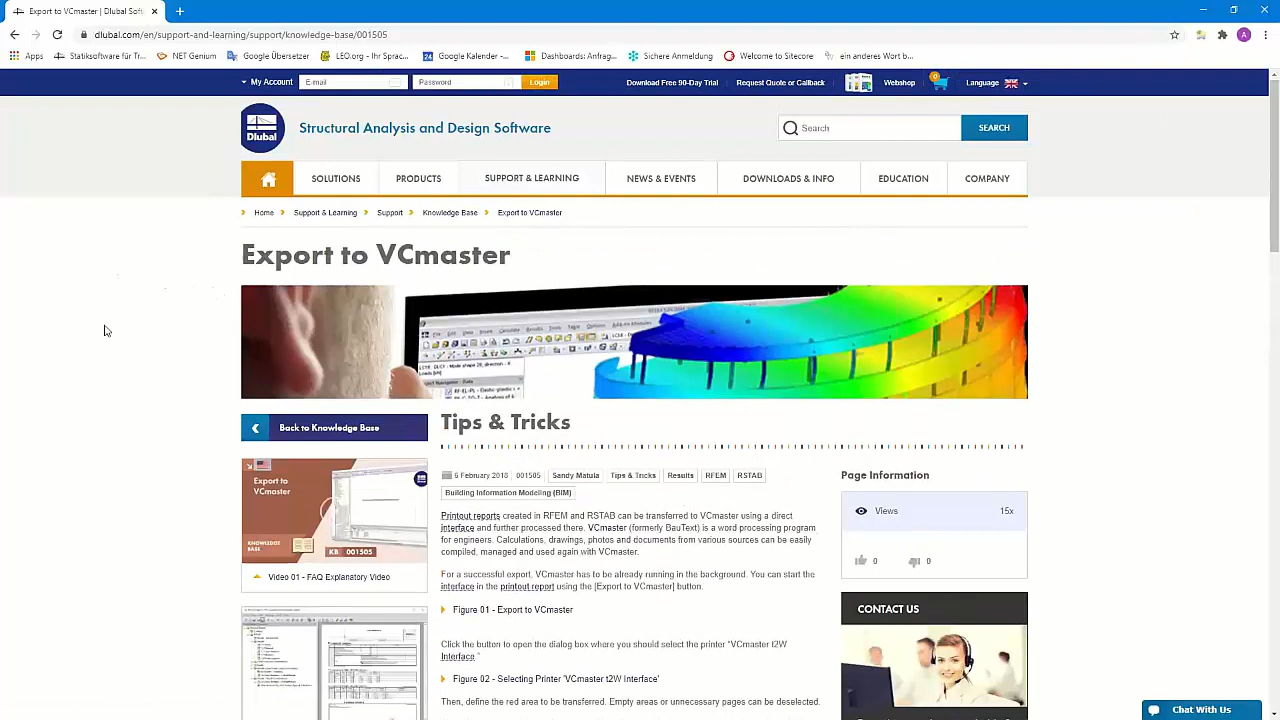 Export to VCmaster | Dlubal Softw
dlubal.com/en/support-and-learning/support/knowledge-base/001505
A
Apps
Statiksoftware für Tr...
NET Genium
Google Übersetzer
LEO.org - Ihr Sprac...
24 Google Kalender -...
Dashboards: Anfrag...
Sichere Anmeldung
Welcome to Sitecore
ein anderes Wort b...
My Account
E-mail
Password
Login
Download Free 90-Day Trial
Request Quote or Callback
Webshop
0
Language
Dlubal
Structural Analysis and Design Software
Search
SEARCH
SOLUTIONS
PRODUCTS
SUPPORT & LEARNING
NEWS & EVENTS
DOWNLOADS & INFO
EDUCATION
COMPANY
Home
Support & Learning
Support
Knowledge Base
Export to VCmaster
Export to VCmaster
Back to Knowledge Base
Export to
VCmaster
KNOWLEDGE
BASE
KB 001505
Video 01 - FAQ Explanatory Video
Tips & Tricks
6 February 2018
001505
Sandy Matula
Tips & Tricks
Results
RFEM
RSTAB
Building Information Modeling (BIM)
Printout reports created in RFEM and RSTAB can be transferred to VCmaster using a direct
interface and further processed there. VCmaster (formerly BauText) is a word processing program
for engineers. Calculations, drawings, photos and documents from various sources can be easily
compiled, managed and used again with VCmaster.
For a successful export, VCmaster has to be already running in the background. You can start the
interface in the printout report using the [Export to VCmaster] button.
Figure 01 - Export to VCmaster
Click the button to open the dialog box where you should select the printer “VCmaster t2W
Interface.”
Figure 02 - Selecting Printer 'VCmaster t2W Interface'
Then, define the red area to be transferred. Empty areas or unnecessary pages can be deselected.
Page Information
Views
15x
0
0
CONTACT US
Chat With Us